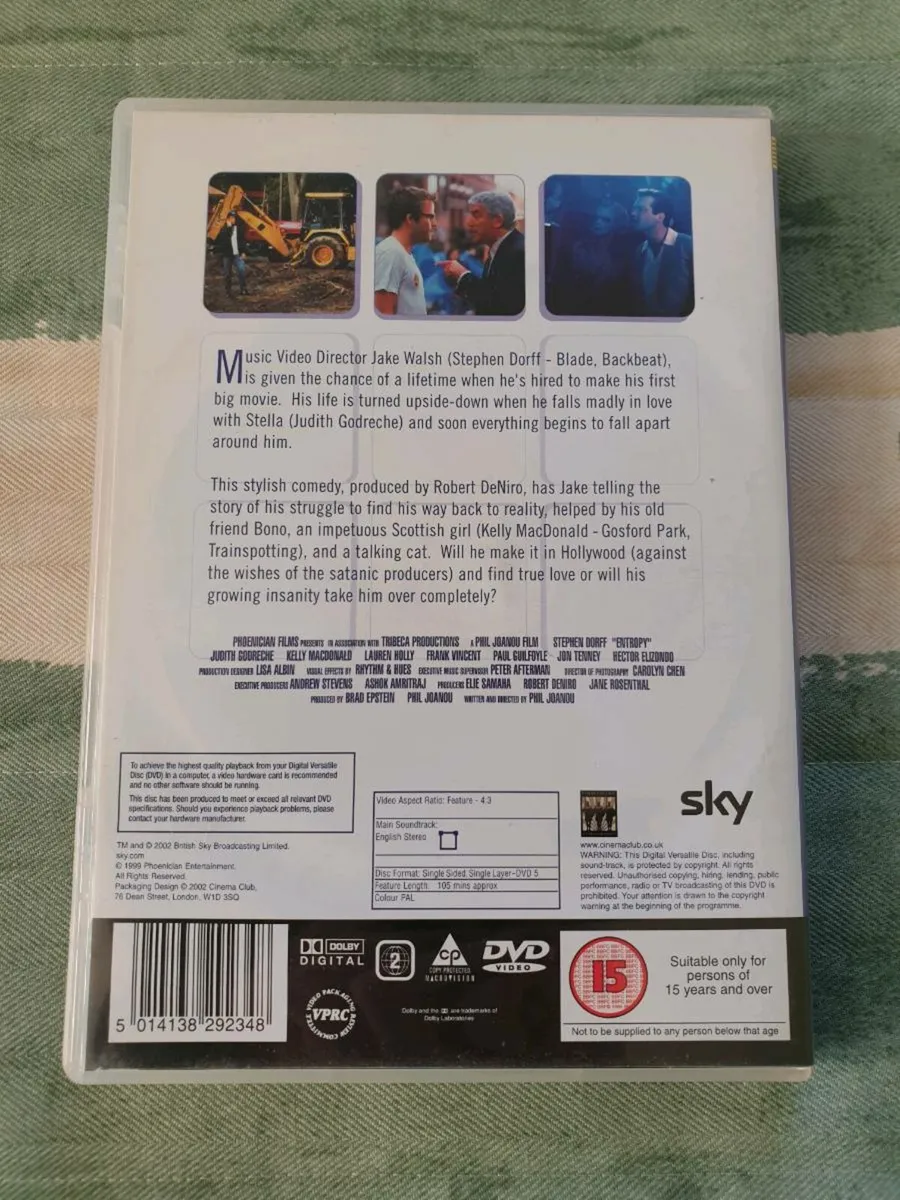 Music Video Director Jake Walsh (Stephen Dorff - Blade, Backbeat),
is given the chance of a lifetime when he's hired to make his first
big movie. His life is turned upside-down when he falls madly in love
with Stella (Judith Godreche) and soon everything begins to fall apart
around him.
This stylish comedy, produced by Robert DeNiro, has Jake telling the
story of his struggle to find his way back to reality, helped by his old
friend Bono, an impetuous Scottish girl (Kelly MacDonald - Gosford Park,
Trainspotting), and a talking cat. Will he make it in Hollywood (against
the wishes of the satanic producers) and find true love or will his
growing insanity take him over completely?
PHOENICIAN FILMS PRESENTS IN ASSOCIATION WITH TRIBECA PRODUCTIONS A PHIL JOANOU FILM STEPHEN DORFF "ENTROPY"
JUDITH GODRECHE KELLY MACDONALD LAUREN HOLLY FRANK VINCENT PAUL GUILFOYLE JON TENNEY HECTOR ELIZONDO
PRODUCTION DESIGNER LISA ALBIN VISUAL EFFECTS BY RHYTHM & HUES EXECUTIVE MUSIC SUPERVISOR PETER AFTERMAN DIRECTOR OF PHOTOGRAPHY CAROLYN CHEN
EXECUTIVE PRODUCERS ANDREW STEVENS ASHOK AMRITRAJ PRODUCERS ELIE SAMAHA ROBERT DENIRO JANE ROSENTHAL
PRODUCED BY BRAD EPSTEIN PHIL JOANOU WRITTEN AND DIRECTED BY PHIL JOANOU
To achieve the highest quality playback from your Digital Versatile
Disc (DVD) in a computer, a video hardware card is recommended
and no other software should be running.
This disc has been produced to meet or exceed all relevant DVD
specifications. Should you experience playback problems, please
contact your hardware manufacturer.
TM and © 2002 British Sky Broadcasting Limited.
sky.com
© 1999 Phoenician Entertainment.
All Rights Reserved.
Packaging Design © 2002 Cinema Club,
76 Dean Street, London, W1D 3SQ
Video Aspect Ratio: Feature - 4:3
Main Soundtrack:
English Stereo
Disc Format: Single Sided, Single Layer-DVD 5
Feature Length: 105 mins approx
Colour PAL
sky
www.cinemaclub.co.uk
WARNING: This Digital Versatile Disc, including
sound-track, is protected by copyright. All rights
reserved. Unauthorised copying, hiring, lending, public
performance, radio or TV broadcasting of this DVD is
prohibited. Your attention is drawn to the copyright
warning at the beginning of the programme.
5 014138 292348
DOLBY
DIGITAL
2
cp
COPY PROTECTED
MACROVISION
DVD
VIDEO
VIDEO PACKAGING REVIEW COMMITTEE
VPRC
Dolby and the are trademarks of
Dolby Laboratories
15
Suitable only for
persons of
15 years and over
Not to be supplied to any person below that age